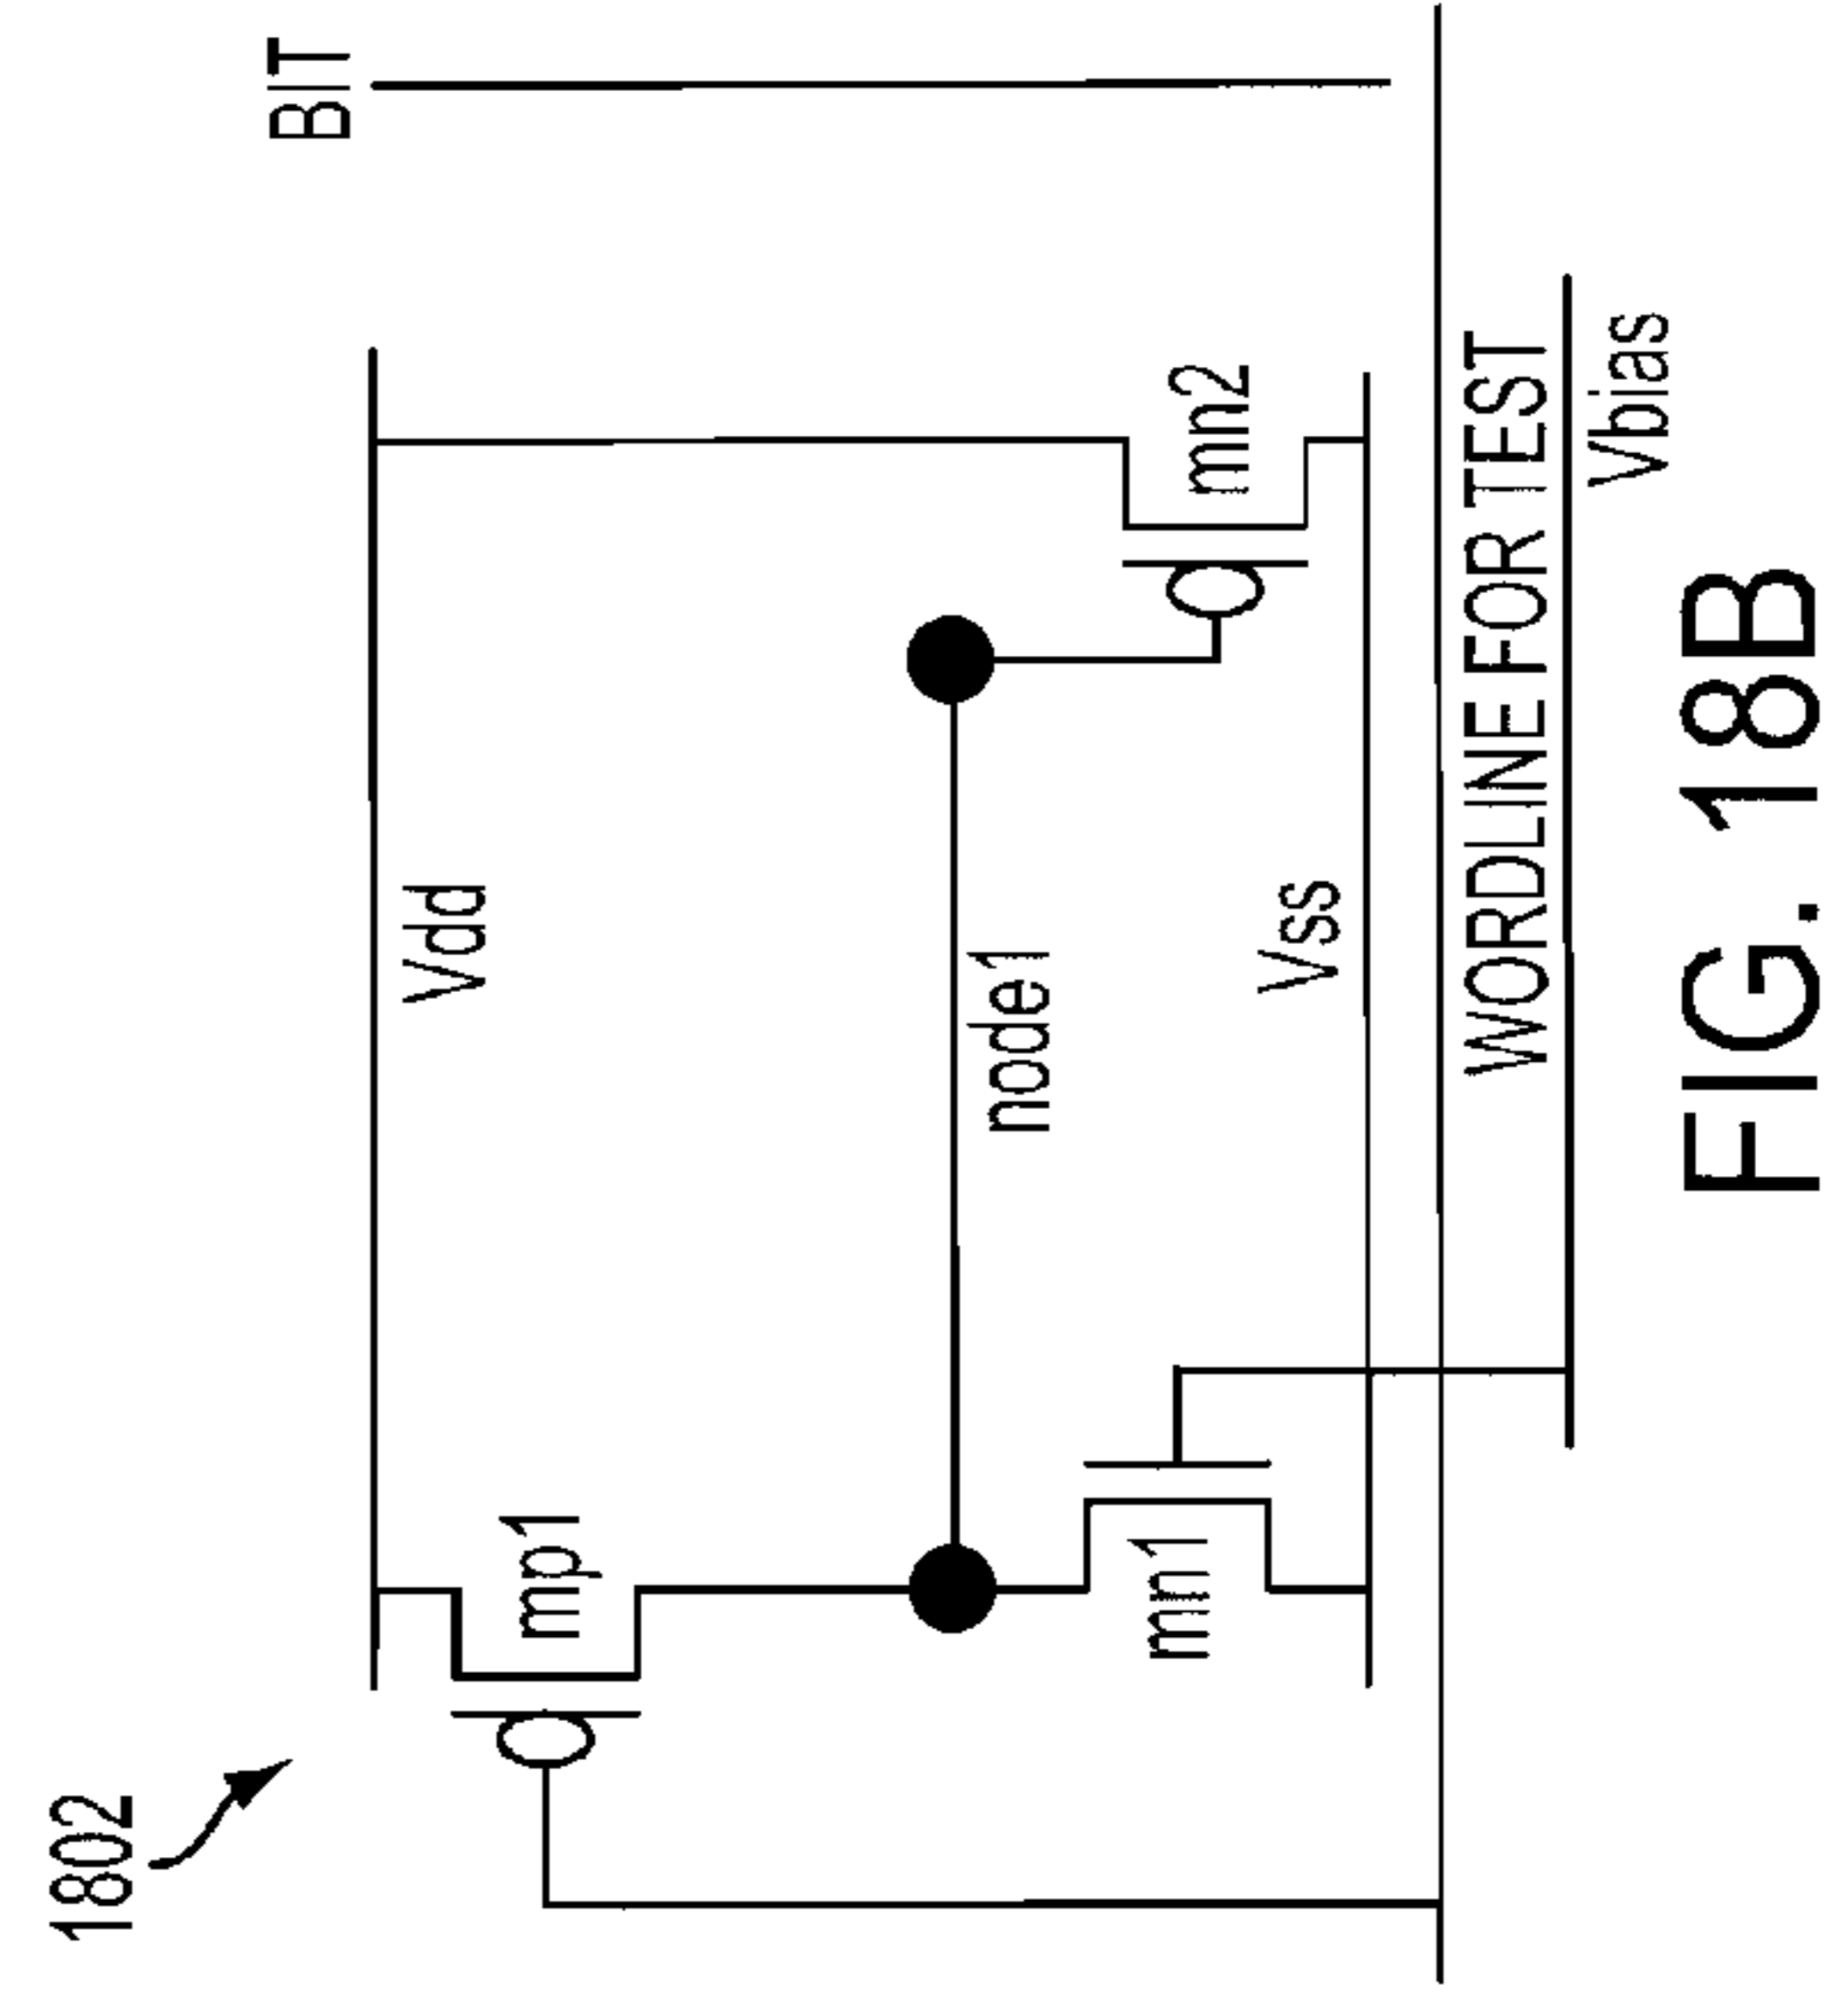 1802
BIT
Vdd
mp1
node1
mn1
mn2
Vss
WORDLINE FOR TEST
Vbias
FIG. 18B